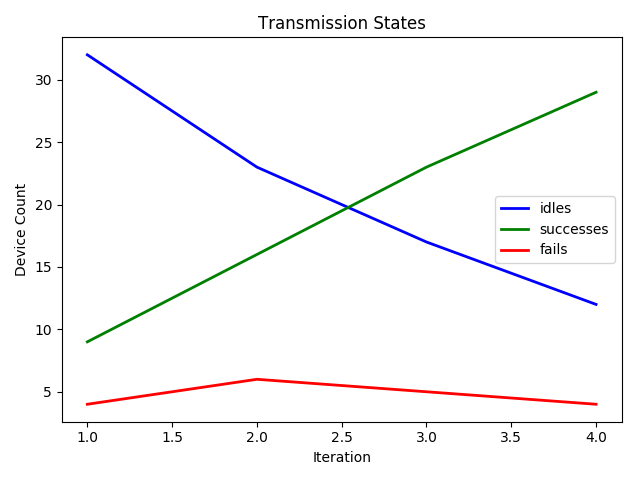 Transmission States
Device Count
30
25
20
15
10
5
idles
successes
fails
1.0 1.5 2.0 2.5 3.0 3.5 4.0
Iteration